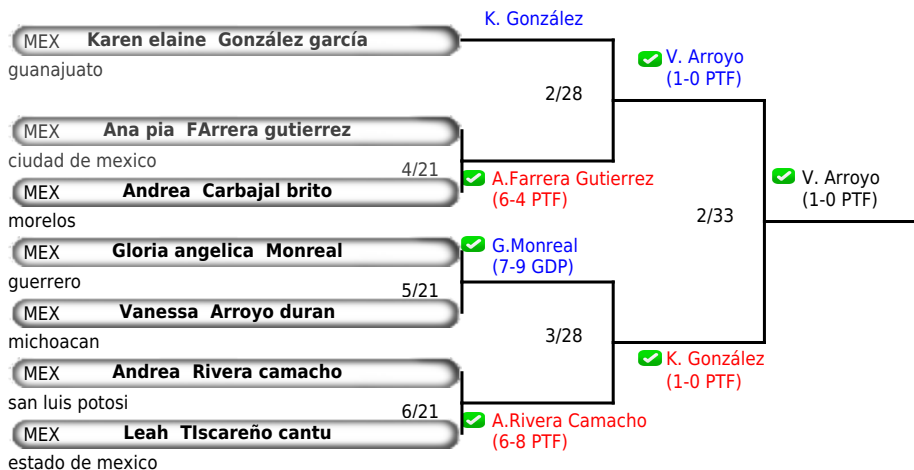 K. González
MEX Karen elaine González garcía
guanajuato
V. Arroyo
(1-0 PTF)
2/28
MEX Ana pia FArrera gutierrez
ciudad de mexico
4/21
A.Farrera Gutierrez
(6-4 PTF)
MEX Andrea Carbajal brito
morelos
V. Arroyo
(1-0 PTF)
2/33
MEX Gloria angelica Monreal
guerrero
G.Monreal
(7-9 GDP)
5/21
MEX Vanessa Arroyo duran
michoacan
3/28
K. González
(1-0 PTF)
MEX Andrea Rivera camacho
san luis potosi
6/21
A.Rivera Camacho
(6-8 PTF)
MEX Leah TIscareño cantu
estado de mexico